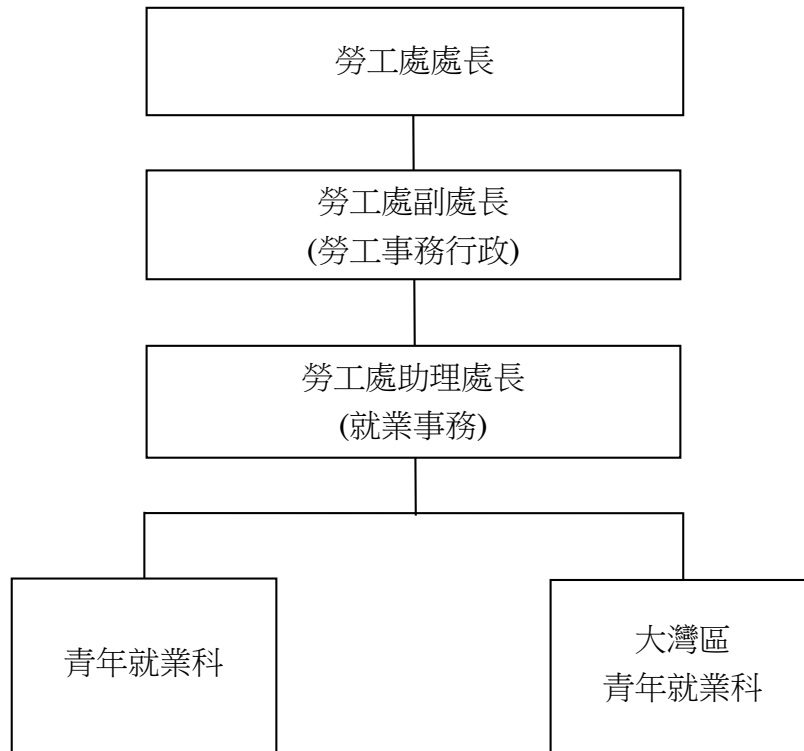 勞工處處長
勞工處副處長
(勞工事務行政)
勞工處助理處長
(就業事務)
青年就業科
大灣區
青年就業科